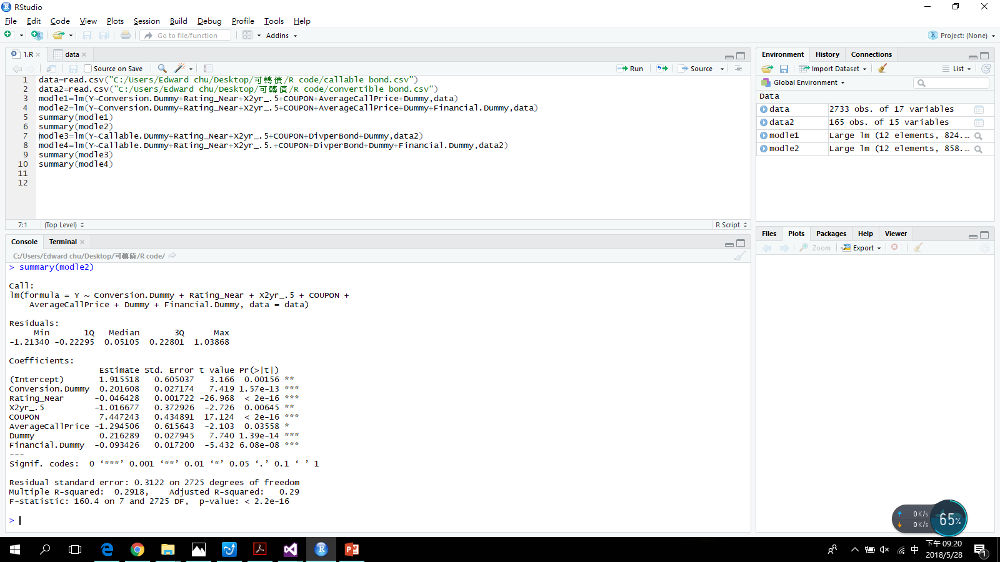 RStudio
File Edit Code View Plots Session Build Debug Profile Tools Help
Go to file/function Addins Project: (None)
1.R data
Source on Save Run Source
1 data=read.csv("C:/Users/Edward chu/Desktop/可轉債/R code/callable bond.csv")
2 data2=read.csv("C:/Users/Edward chu/Desktop/可轉債/R code/convertible bond.csv")
3 modle1=lm(Y~Conversion.Dummy+Rating_Near+X2yr_.5+COUPON+AverageCallPrice+Dummy,data)
4 modle2=lm(Y~Conversion.Dummy+Rating_Near+X2yr_.5+COUPON+AverageCallPrice+Dummy+Financial.Dummy,data)
5 summary(modle1)
6 summary(modle2)
7 modle3=lm(Y~Callable.Dummy+Rating_Near+X2yr_.5+COUPON+DivperBond+Dummy,data2)
8 modle4=lm(Y~Callable.Dummy+Rating_Near+X2yr_.5.+COUPON+DivperBond+Dummy+Financial.Dummy,data2)
9 summary(modle3)
10 summary(modle4)
11
12
7:1 (Top Level) R Script
Console Terminal
C:/Users/Edward chu/Desktop/可轉債/R code/
> summary(modle2)
Call:
lm(formula = Y ~ Conversion.Dummy + Rating_Near + X2yr_.5 + COUPON +
AverageCallPrice + Dummy + Financial.Dummy, data = data)
Residuals:
Min 1Q Median 3Q Max
-1.21340 -0.22295 0.05105 0.22801 1.03868
Coefficients:
Estimate Std. Error t value Pr(>|t|)
(Intercept) 1.915518 0.605037 3.166 0.00156 **
Conversion.Dummy 0.201608 0.027174 7.419 1.57e-13 ***
Rating_Near -0.046428 0.001722 -26.968 < 2e-16 ***
X2yr_.5 -1.016677 0.372926 -2.726 0.00645 **
COUPON 7.447243 0.434891 17.124 < 2e-16 ***
AverageCallPrice -1.294506 0.615643 -2.103 0.03558 *
Dummy 0.216289 0.027945 7.740 1.39e-14 ***
Financial.Dummy -0.093426 0.017200 -5.432 6.08e-08 ***
---
Signif. codes: 0 ‘***’ 0.001 ‘**’ 0.01 ‘*’ 0.05 ‘.’ 0.1 ‘ ’ 1
Residual standard error: 0.3122 on 2725 degrees of freedom
Multiple R-squared: 0.2918, Adjusted R-squared: 0.29
F-statistic: 160.4 on 7 and 2725 DF, p-value: < 2.2e-16
>
Environment History Connections
Import Dataset List
Global Environment
Data
data 2733 obs. of 17 variables
data2 165 obs. of 15 variables
modle1 Large lm (12 elements, 824....
modle2 Large lm (12 elements, 858....
Files Plots Packages Help Viewer
Zoom Export
0K/s
0K/s
65%
中
下午 09:20
2018/5/28
1